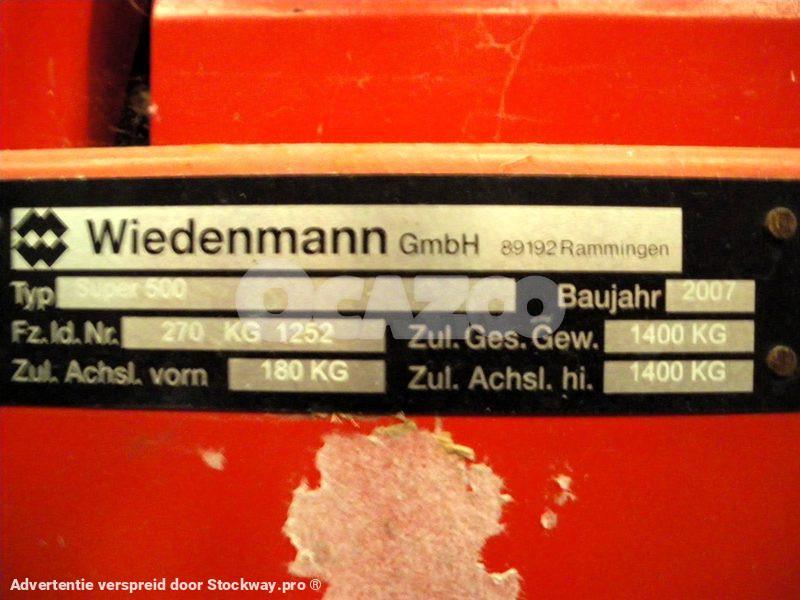 Wiedenmann GmbH 89192 Rammingen
Typ Super 500 Baujahr 2007
Fz. Id. Nr. 270 KG 1252 Zul. Ges. Gew. 1400 KG
Zul. Achsl. vorn 180 KG Zul. Achsl. hi. 1400 KG
OCAZOO
Advertentie verspreid door Stockway.pro ®